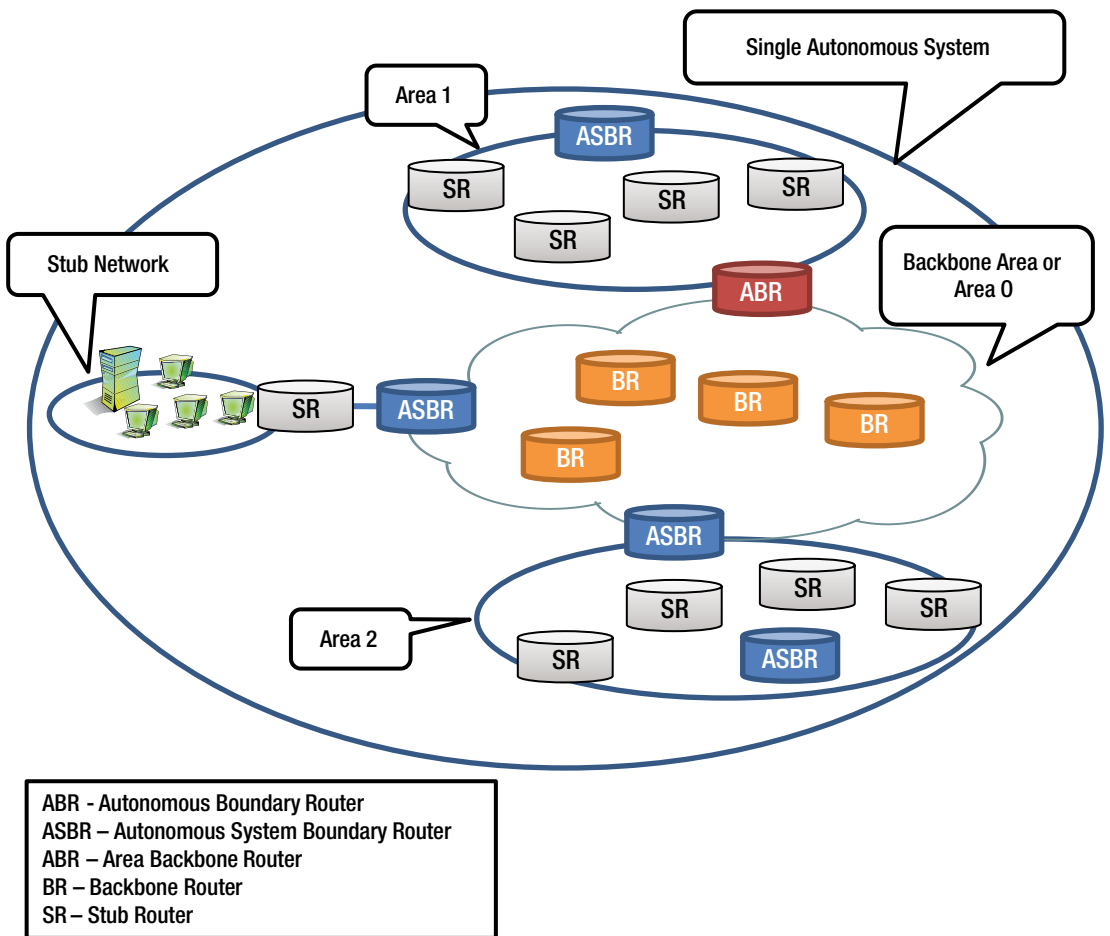 Single Autonomous System
Area 1
ASBR
SR
SR
SR
SR
Stub Network
Backbone Area or
Area 0
ABR
BR
BR
BR
BR
SR
ASBR
ASBR
SR
SR
SR
SR
ASBR
Area 2
ABR - Autonomous Boundary Router
ASBR – Autonomous System Boundary Router
ABR – Area Backbone Router
BR – Backbone Router
SR – Stub Router